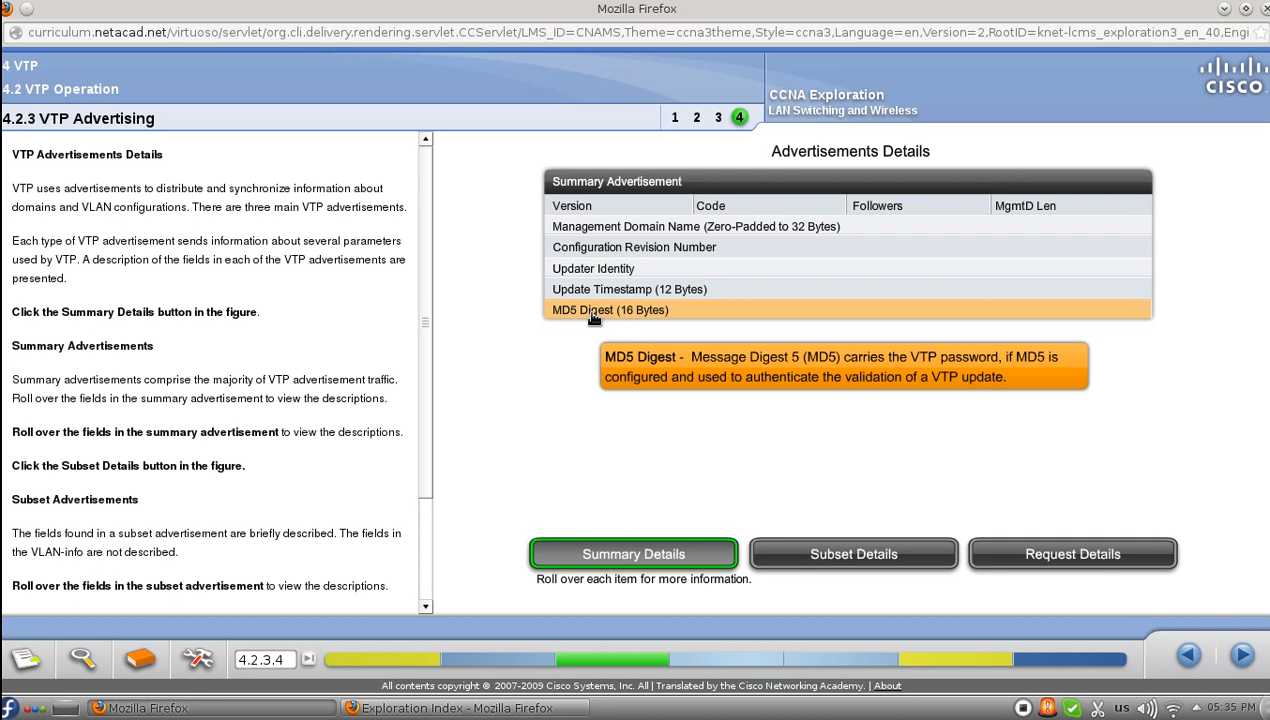 Mozilla Firefox
curriculum.netacad.net/virtuoso/servlet/org.cli.delivery.rendering.servlet.CCServlet/LMS_ID=CNAMS,Theme=ccna3theme,Style=ccna3,Language=en,Version=2,RootID=knet-lcms_exploration3_en_40,Engi
4 VTP
4.2 VTP Operation
CCNA Exploration
LAN Switching and Wireless
CISCO
4.2.3 VTP Advertising
1 2 3 4
VTP Advertisements Details
VTP uses advertisements to distribute and synchronize information about
domains and VLAN configurations. There are three main VTP advertisements.
Each type of VTP advertisement sends information about several parameters
used by VTP. A description of the fields in each of the VTP advertisements are
presented.
Click the Summary Details button in the figure.
Summary Advertisements
Summary advertisements comprise the majority of VTP advertisement traffic.
Roll over the fields in the summary advertisement to view the descriptions.
Roll over the fields in the summary advertisement to view the descriptions.
Click the Subset Details button in the figure.
Subset Advertisements
The fields found in a subset advertisement are briefly described. The fields in
the VLAN-info are not described.
Roll over the fields in the subset advertisement to view the descriptions.
Advertisements Details
Summary Advertisement
Version Code Followers MgmtD Len
Management Domain Name (Zero-Padded to 32 Bytes)
Configuration Revision Number
Updater Identity
Update Timestamp (12 Bytes)
MD5 Digest (16 Bytes)
MD5 Digest - Message Digest 5 (MD5) carries the VTP password, if MD5 is
configured and used to authenticate the validation of a VTP update.
Summary Details Subset Details Request Details
Roll over each item for more information.
4.2.3.4
All contents copyright © 2007-2009 Cisco Systems, Inc. All | Translated by the Cisco Networking Academy. | About
Mozilla Firefox
Exploration Index - Mozilla Firefox
us
05:35 PM